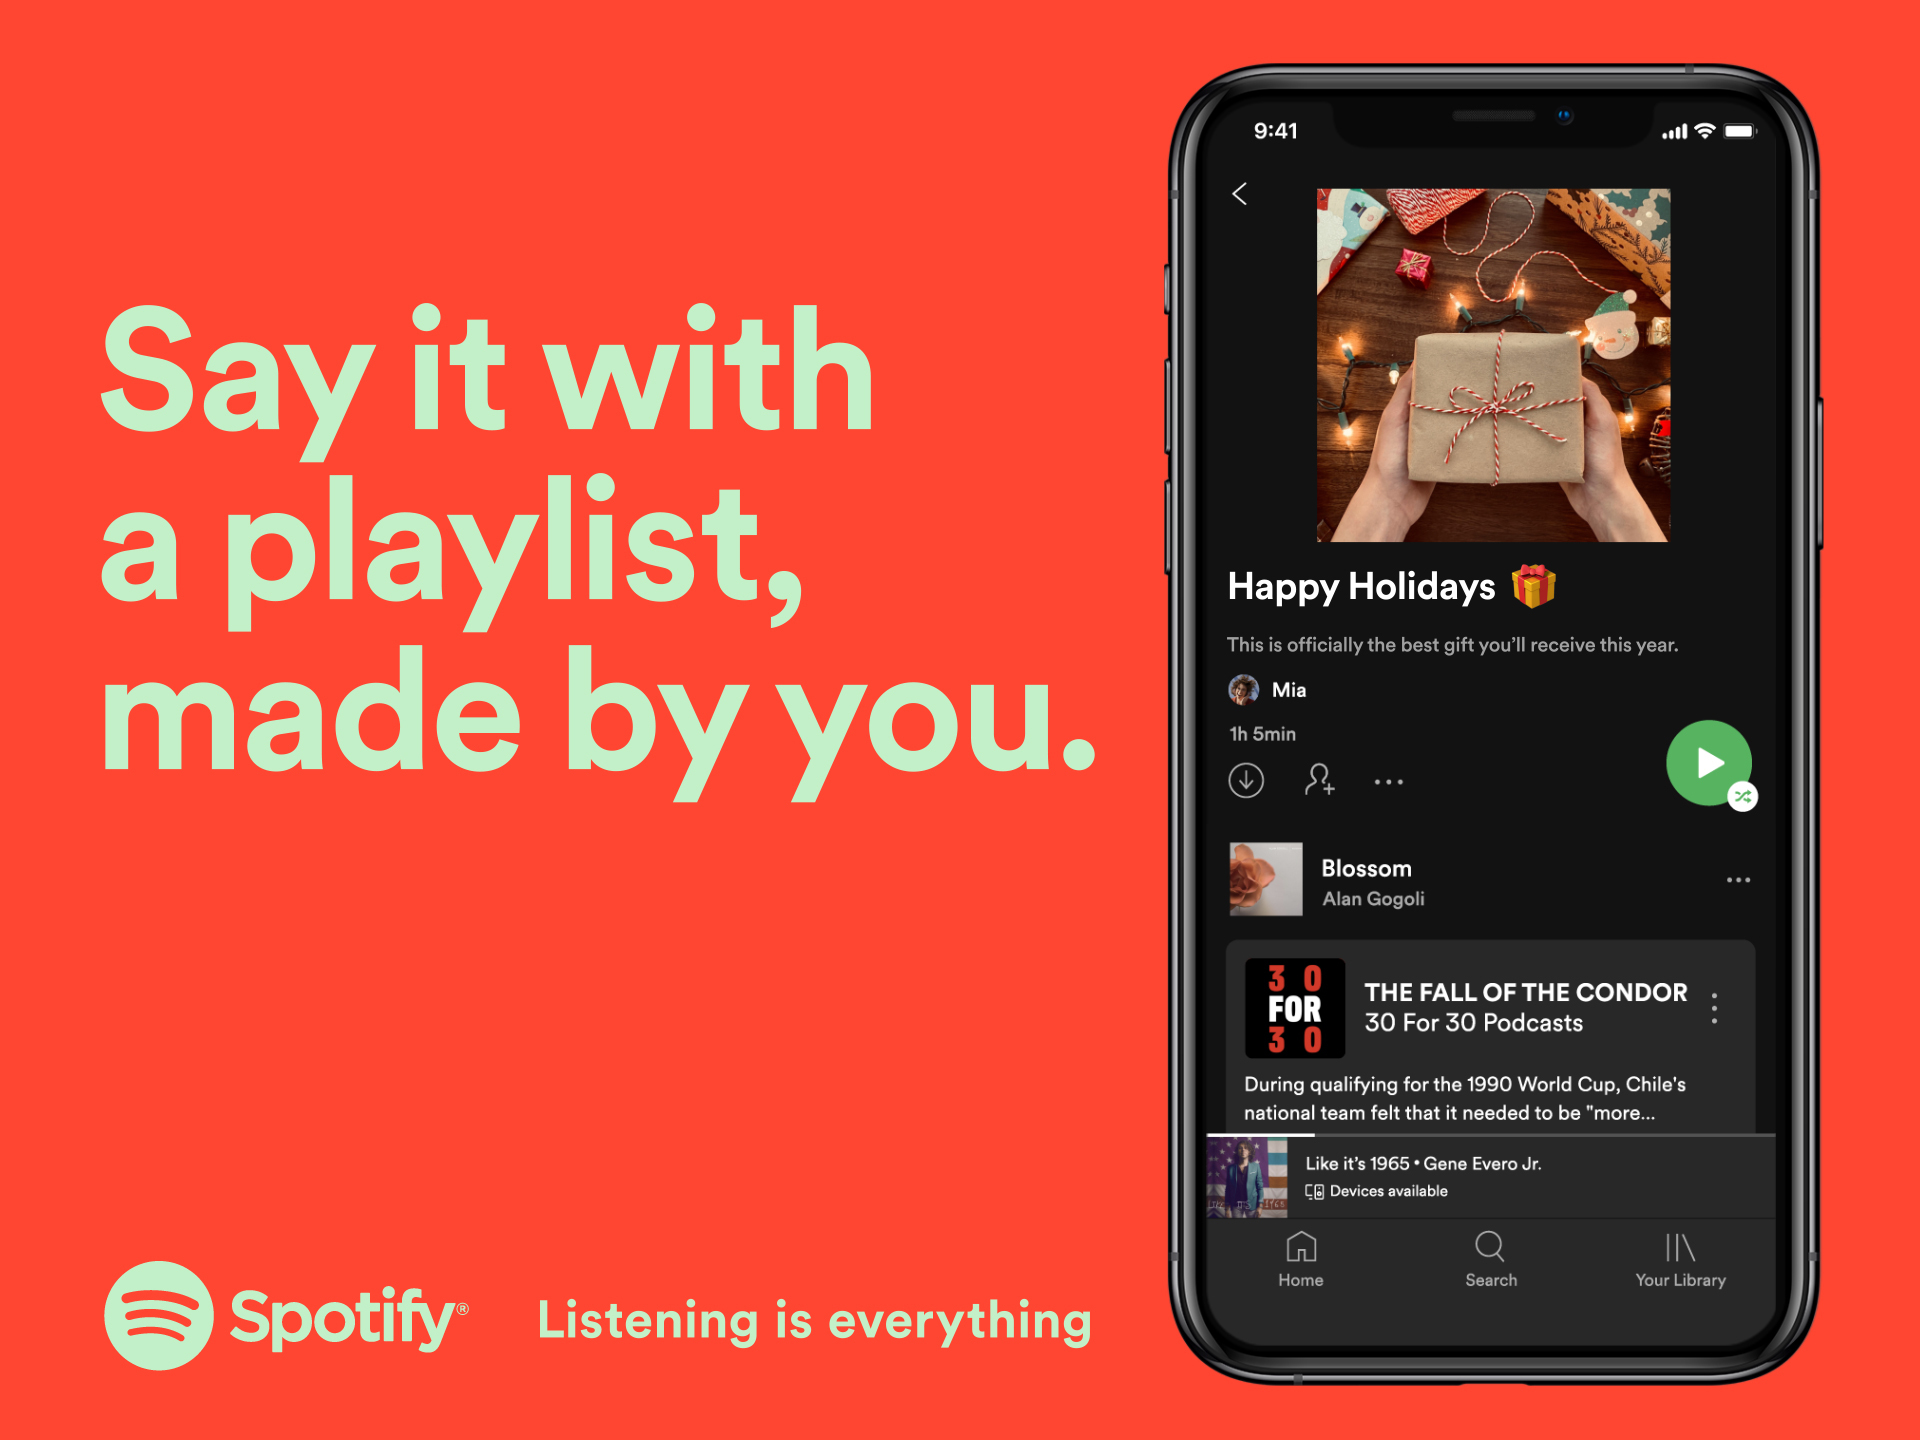 Say it with
a playlist,
made by you.
Spotify®
Listening is everything
9:41
Happy Holidays 🎁
This is officially the best gift you’ll receive this year.
Mia
1h 5min
Blossom
Alan Gogoli
30
FOR
30
THE FALL OF THE CONDOR
30 For 30 Podcasts
During qualifying for the 1990 World Cup, Chile's
national team felt that it needed to be "more...
Like it’s 1965 • Gene Evero Jr.
Devices available
Home
Search
Your Library